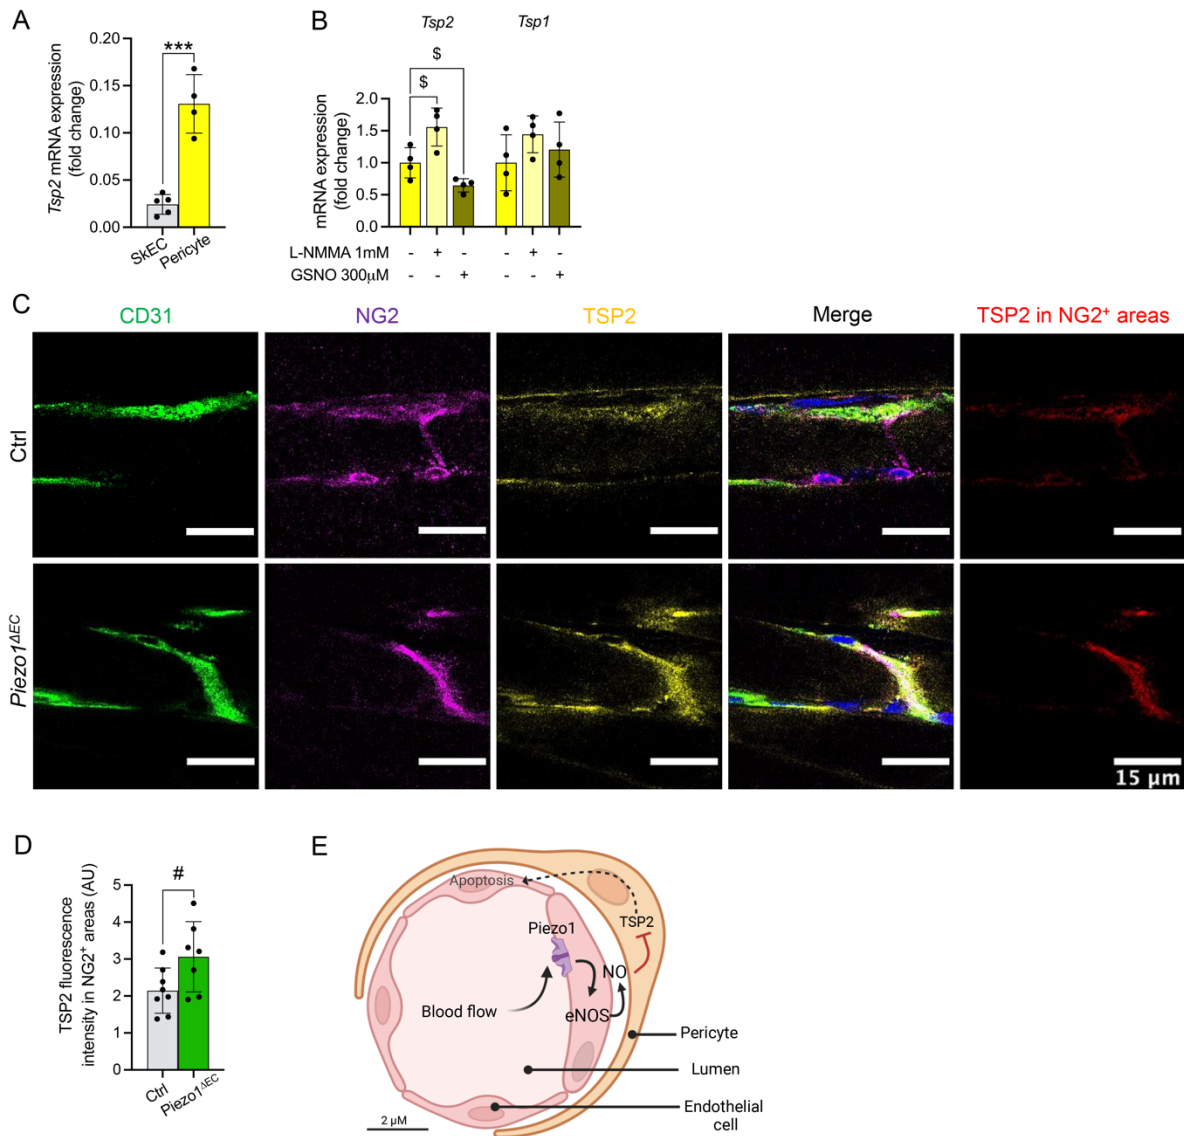 A
Tsp2 mRNA expression
(fold change)
0.20
0.15
0.10
0.05
0.00
***
SkEC
Pericyte
B
Tsp2
Tsp1
mRNA expression
(fold change)
2.0
1.5
1.0
0.5
0.0
$
$
L-NMMA 1mM - + - - + -
GSNO 300µM - - + - - +
C
CD31
NG2
TSP2
Merge
TSP2 in NG2⁺ areas
Ctrl
Piezo1ΔEC
15 µm
D
TSP2 fluorescence
intensity in NG2⁺ areas (AU)
5
4
3
2
1
0
#
Ctrl
Piezo1ΔEC
E
Apoptosis
TSP2
Piezo1
NO
Blood flow
eNOS
Pericyte
Lumen
Endothelial
cell
2 µM